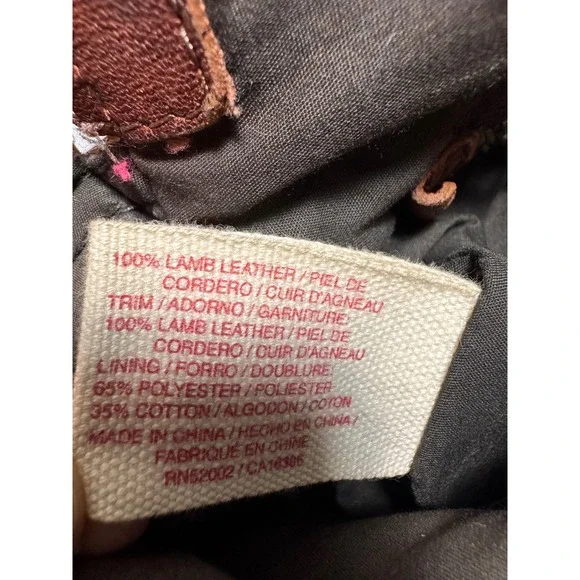 100% LAMB LEATHER / PIEL DE
CORDERO / CUIR D'AGNEAU
TRIM / ADORNO / GARNITURE
100% LAMB LEATHER / PIEL DE
CORDERO / CUIR D'AGNEAU
LINING / FORRO / DOUBLURE
65% POLYESTER / POLIESTER
35% COTTON / ALGODON / COTON
MADE IN CHINA / HECHO EN CHINA /
FABRIQUE EN CHINE
RN52002 / CA16386